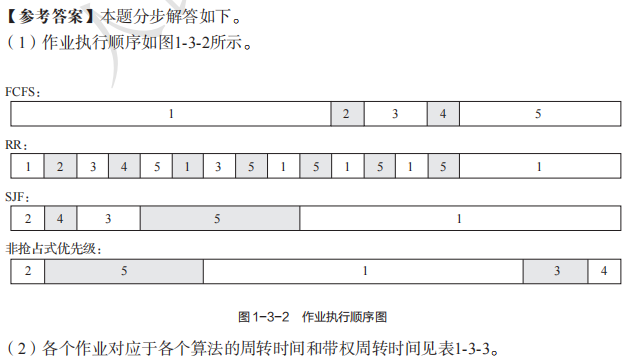 【参考答案】本题分步解答如下。
（1）作业执行顺序如图1-3-2所示。
FCFS：
1 2 3 4 5
RR：
1 2 3 4 5 1 3 5 1 5 1 5 1 5 1
SJF：
2 4 3 5 1
非抢占式优先级：
2 5 1 3 4
图 1-3-2 作业执行顺序图
（2）各个作业对应于各个算法的周转时间和带权周转时间见表1-3-3。